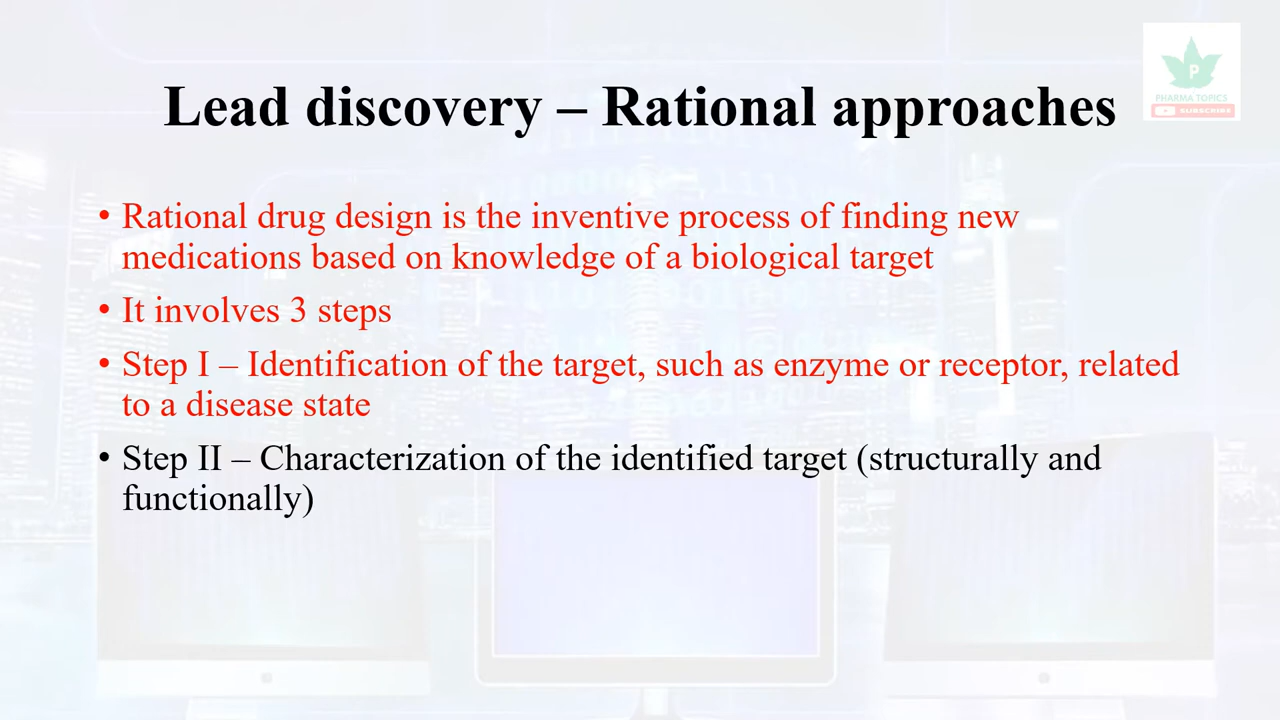 Lead discovery – Rational approaches
P
PHARMA TOPICS
SUBSCRIBE
• Rational drug design is the inventive process of finding new
medications based on knowledge of a biological target
• It involves 3 steps
• Step I – Identification of the target, such as enzyme or receptor, related
to a disease state
• Step II – Characterization of the identified target (structurally and
functionally)